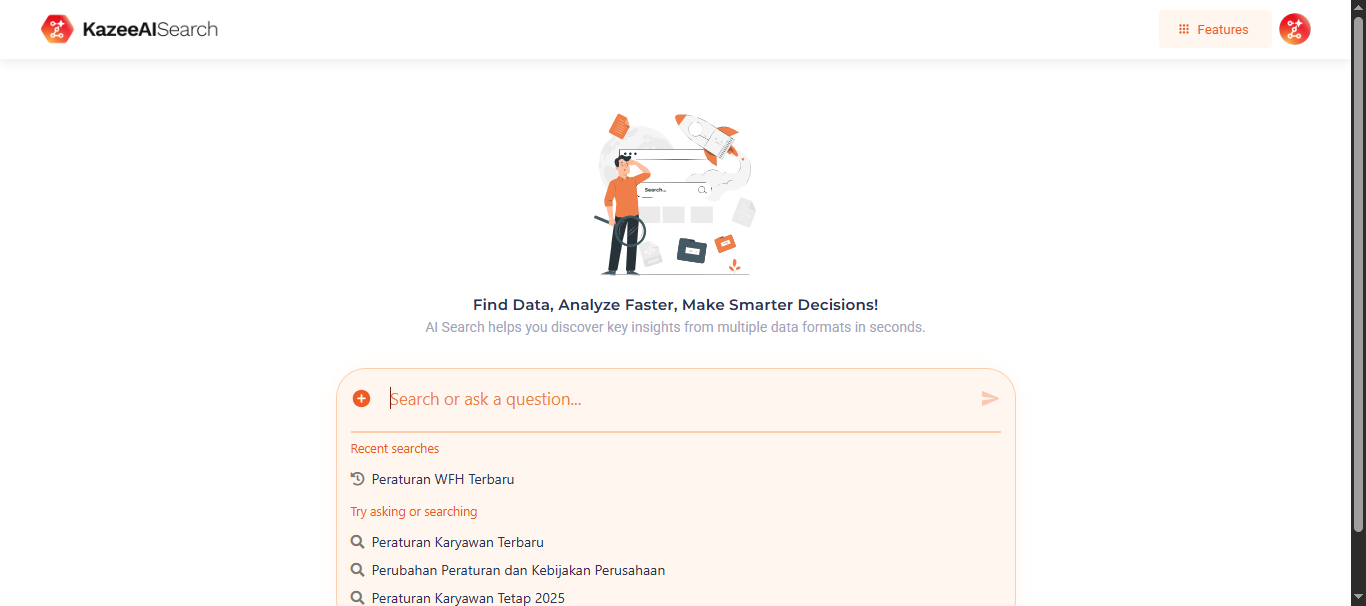 KazeeAISearch
Features
Search...
Find Data, Analyze Faster, Make Smarter Decisions!
AI Search helps you discover key insights from multiple data formats in seconds.
Search or ask a question...
Recent searches
Peraturan WFH Terbaru
Try asking or searching
Peraturan Karyawan Terbaru
Perubahan Peraturan dan Kebijakan Perusahaan
Peraturan Karyawan Tetap 2025